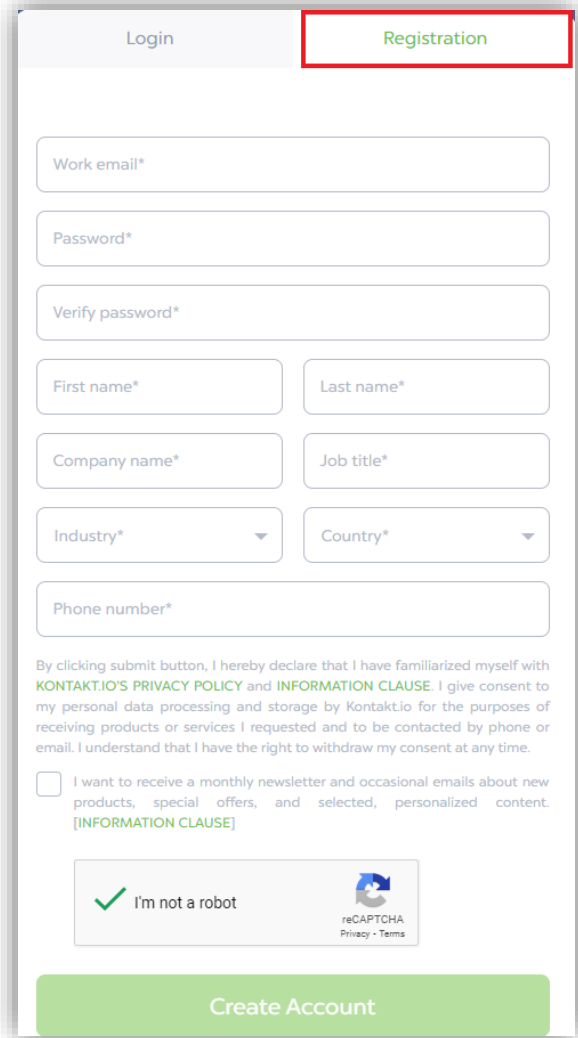 Login Registration
Work email*
Password*
Verify password*
First name* Last name*
Company name* Job title*
Industry* Country*
Phone number*
By clicking submit button, I hereby declare that I have familiarized myself with
KONTAKT.IO'S PRIVACY POLICY and INFORMATION CLAUSE. I give consent to
my personal data processing and storage by Kontakt.io for the purposes of
receiving products or services I requested and to be contacted by phone or
email. I understand that I have the right to withdraw my consent at any time.
I want to receive a monthly newsletter and occasional emails about new
products, special offers, and selected, personalized content.
[INFORMATION CLAUSE]
I'm not a robot
reCAPTCHA
Privacy - Terms
Create Account